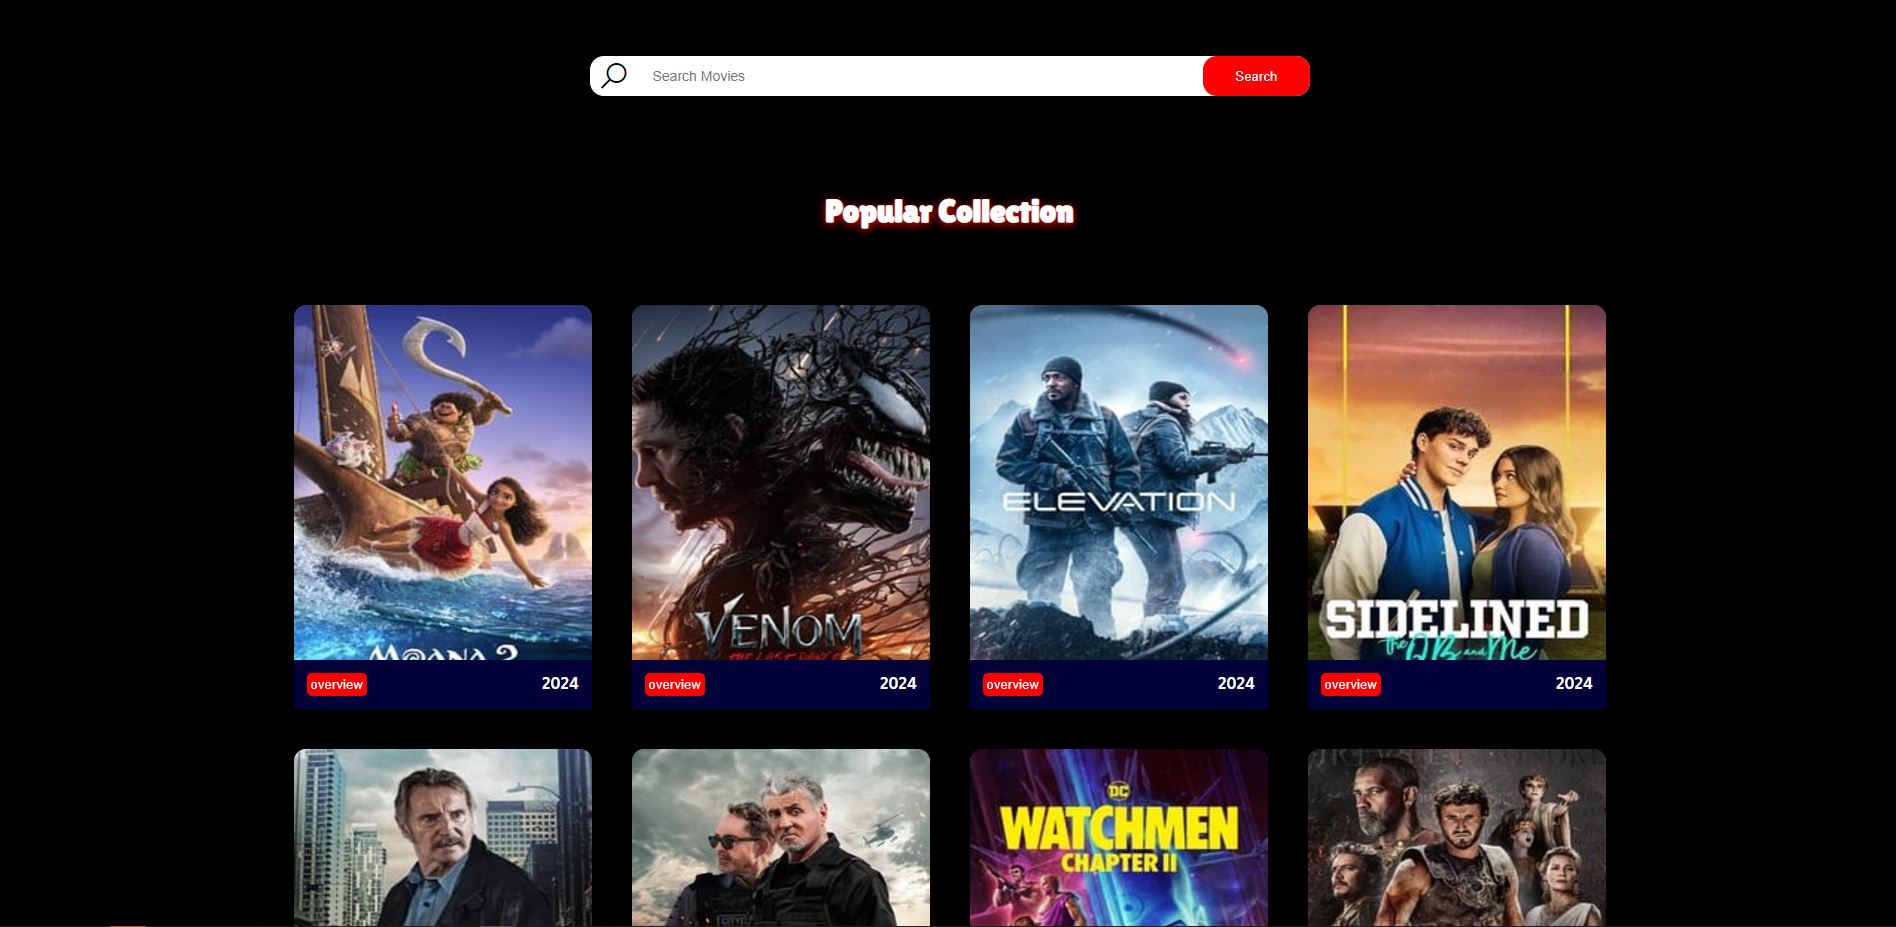 Search Movies
Search
Popular Collection
MOANA 2
VENOM
THE LAST DANCE
ELEVATION
SIDELINED
the QB and Me
overview 2024
overview 2024
overview 2024
overview 2024
DC
WATCHMEN
CHAPTER II